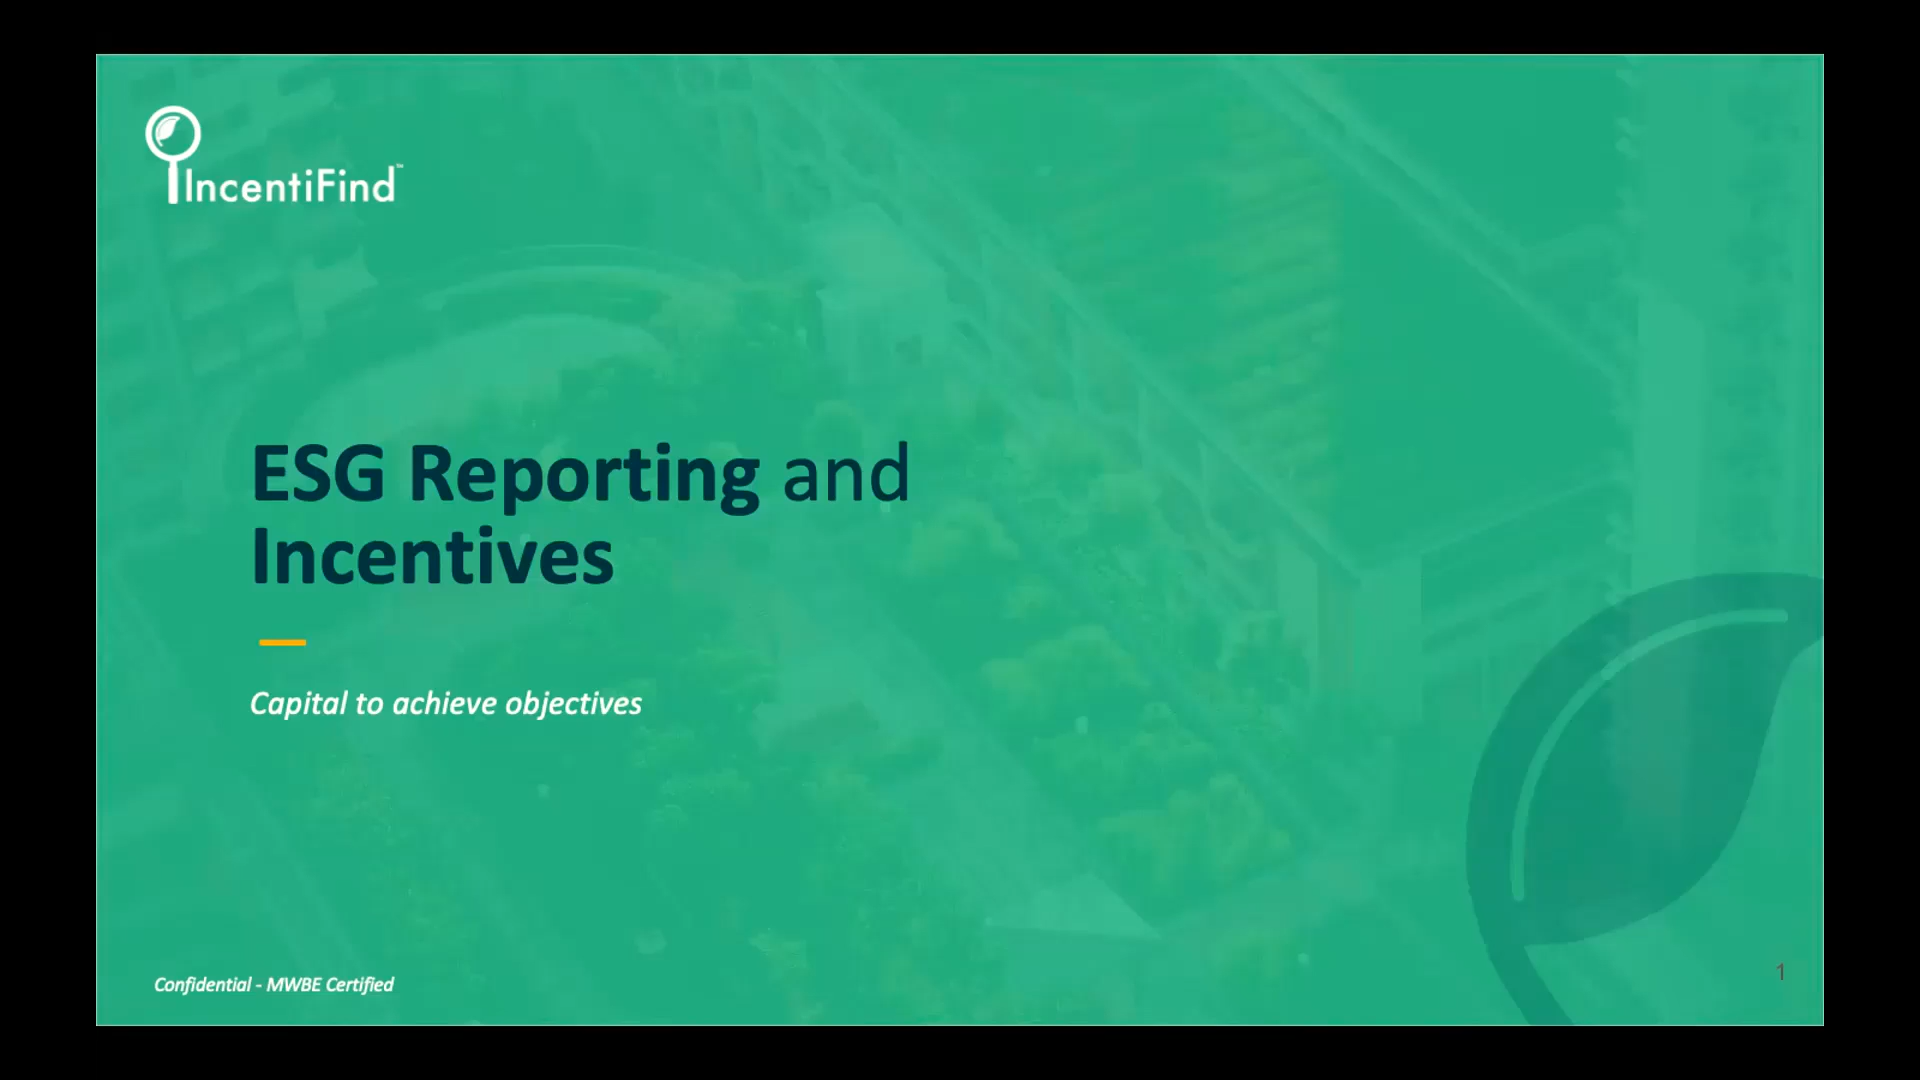 IncentiFind™
ESG Reporting and
Incentives
Capital to achieve objectives
Confidential - MWBE Certified
1